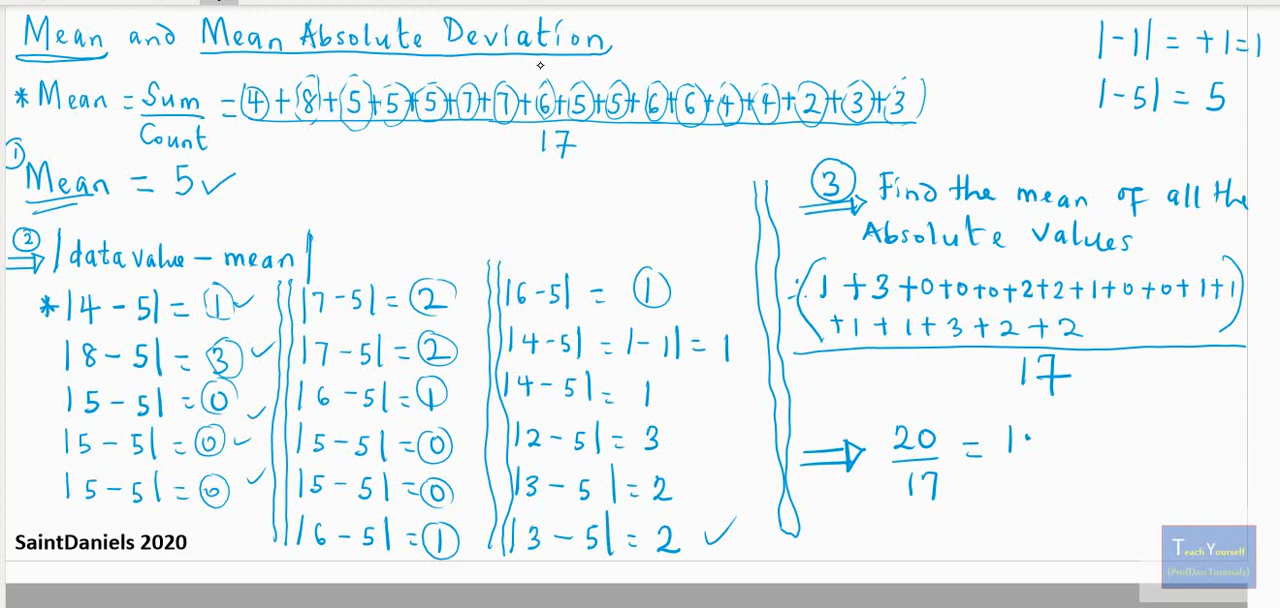 Mean and Mean Absolute Deviation
|-1| = +1 = 1
|-5| = 5
* Mean = Sum/Count = (4+8+5+5+5+7+7+6+5+5+6+6+4+4+2+3+3)/17
① Mean = 5 ✓
② ⇒ |data value - mean|
* |4 - 5| = 1 ✓
|8 - 5| = 3 ✓
|5 - 5| = 0 ✓
|5 - 5| = 0 ✓
|5 - 5| = 0 ✓
|7 - 5| = 2
|7 - 5| = 2
|6 - 5| = 1
|5 - 5| = 0
|5 - 5| = 0
|6 - 5| = 1
|6 - 5| = 1
|4 - 5| = |-1| = 1
|4 - 5| = 1
|2 - 5| = 3
|3 - 5| = 2
|3 - 5| = 2 ✓
③ ⇒ Find the mean of all the
Absolute values
(1 + 3 + 0 + 0 + 0 + 2 + 2 + 1 + 0 + 0 + 1 + 1
+ 1 + 1 + 3 + 2 + 2)
17
⇒ 20/17 = 1.
SaintDaniels 2020
Teach Yourself
(ProfDan Tutorials)